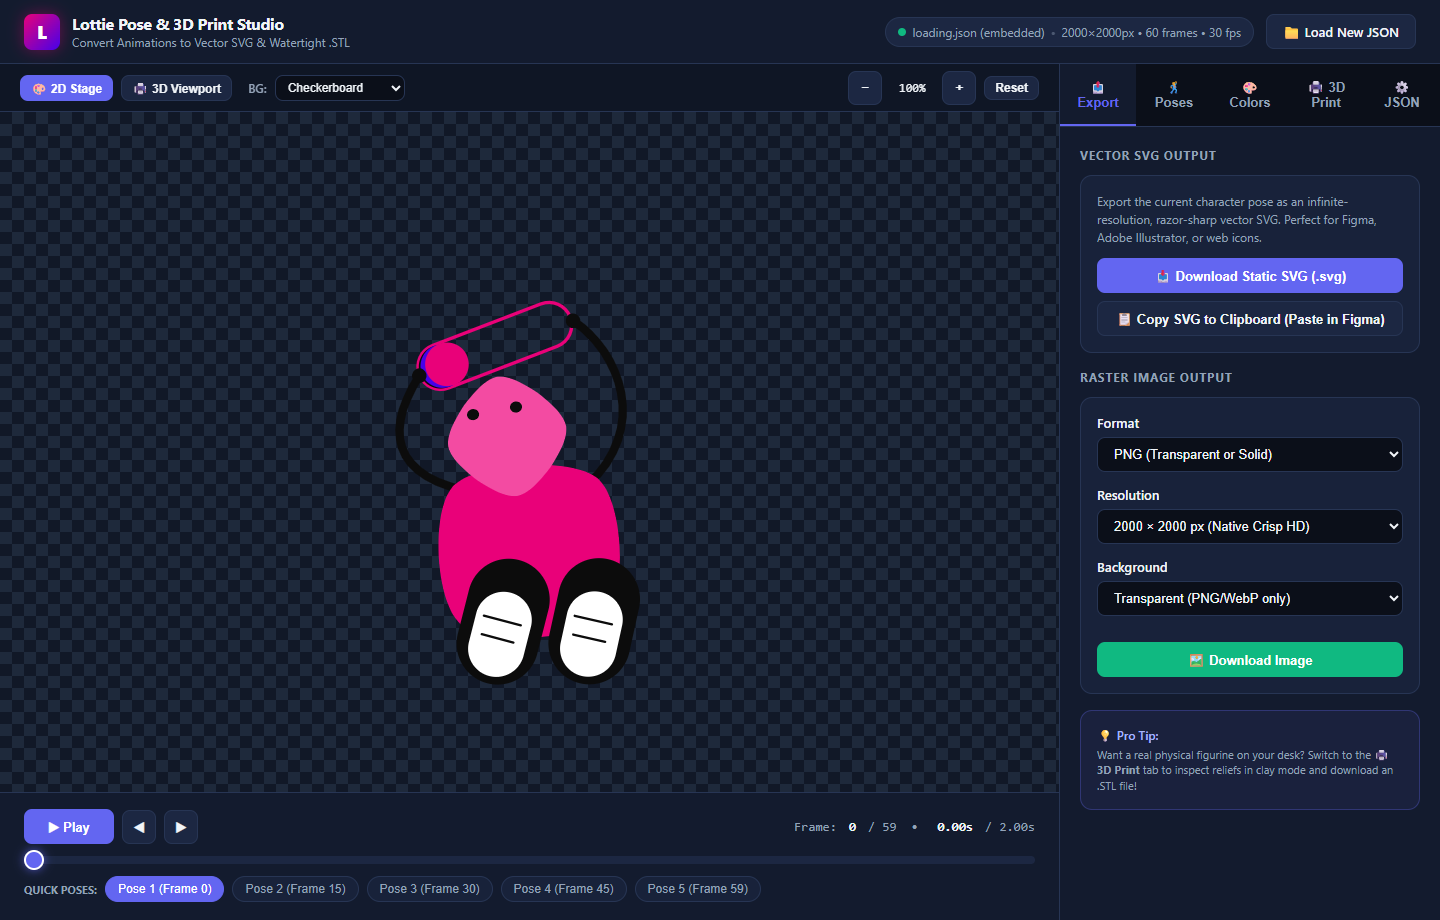 L
Lottie Pose & 3D Print Studio
Convert Animations to Vector SVG & Watertight .STL
loading.json (embedded) • 2000×2000px • 60 frames • 30 fps
Load New JSON
2D Stage
3D Viewport
BG:
Checkerboard
−
100%
+
Reset
Export
Poses
Colors
3D
Print
JSON
VECTOR SVG OUTPUT
Export the current character pose as an infinite-
resolution, razor-sharp vector SVG. Perfect for Figma,
Adobe Illustrator, or web icons.
Download Static SVG (.svg)
Copy SVG to Clipboard (Paste in Figma)
RASTER IMAGE OUTPUT
Format
PNG (Transparent or Solid)
Resolution
2000 × 2000 px (Native Crisp HD)
Background
Transparent (PNG/WebP only)
Download Image
Pro Tip:
Want a real physical figurine on your desk? Switch to the
3D Print tab to inspect reliefs in clay mode and download an
.STL file!
Play
Frame: 0 / 59 • 0.00s / 2.00s
QUICK POSES:
Pose 1 (Frame 0)
Pose 2 (Frame 15)
Pose 3 (Frame 30)
Pose 4 (Frame 45)
Pose 5 (Frame 59)